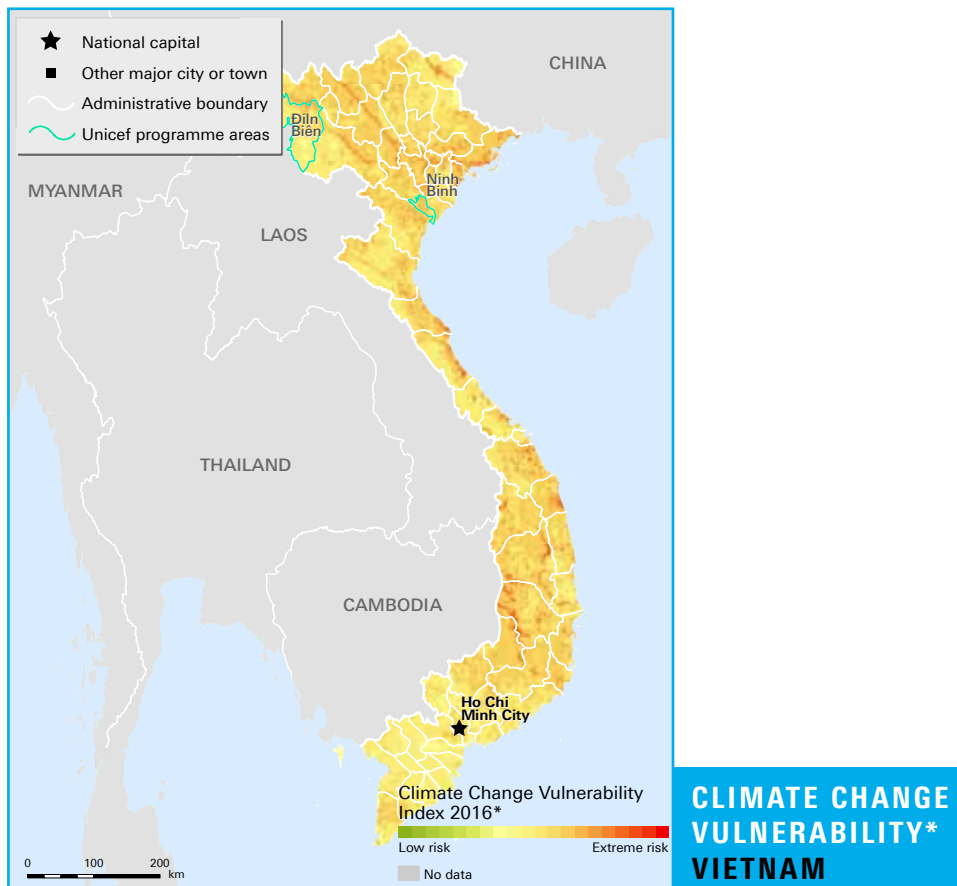 National capital
Other major city or town
Administrative boundary
Unicef programme areas
CHINA
Điln
Biên
Ninh
Binh
MYANMAR
LAOS
THAILAND
CAMBODIA
Ho Chi
Minh City
Climate Change Vulnerability
Index 2016*
Low risk
Extreme risk
No data
0 100 200
km
CLIMATE CHANGE
VULNERABILITY*
VIETNAM